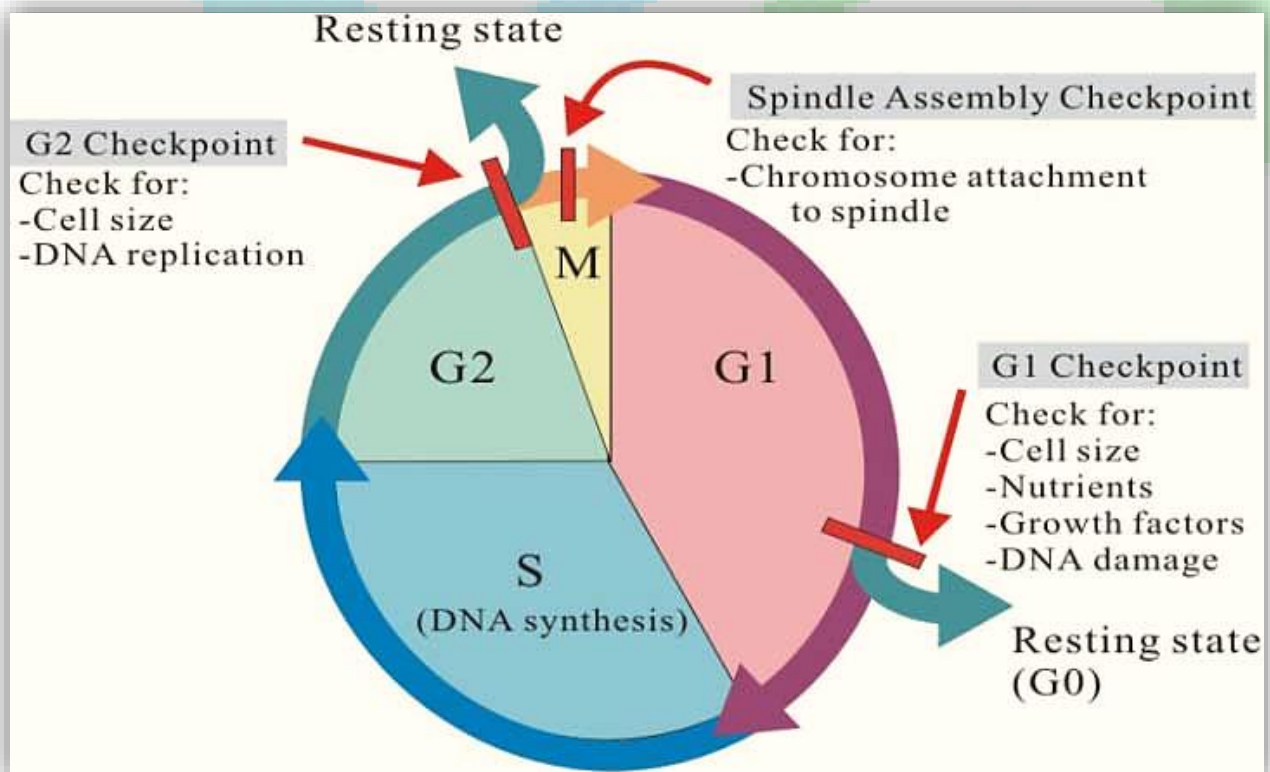 Resting state
G2 Checkpoint
Check for:
-Cell size
-DNA replication
Spindle Assembly Checkpoint
Check for:
-Chromosome attachment
to spindle
M
G2
G1
G1 Checkpoint
Check for:
-Cell size
-Nutrients
-Growth factors
-DNA damage
S
(DNA synthesis)
Resting state
(G0)